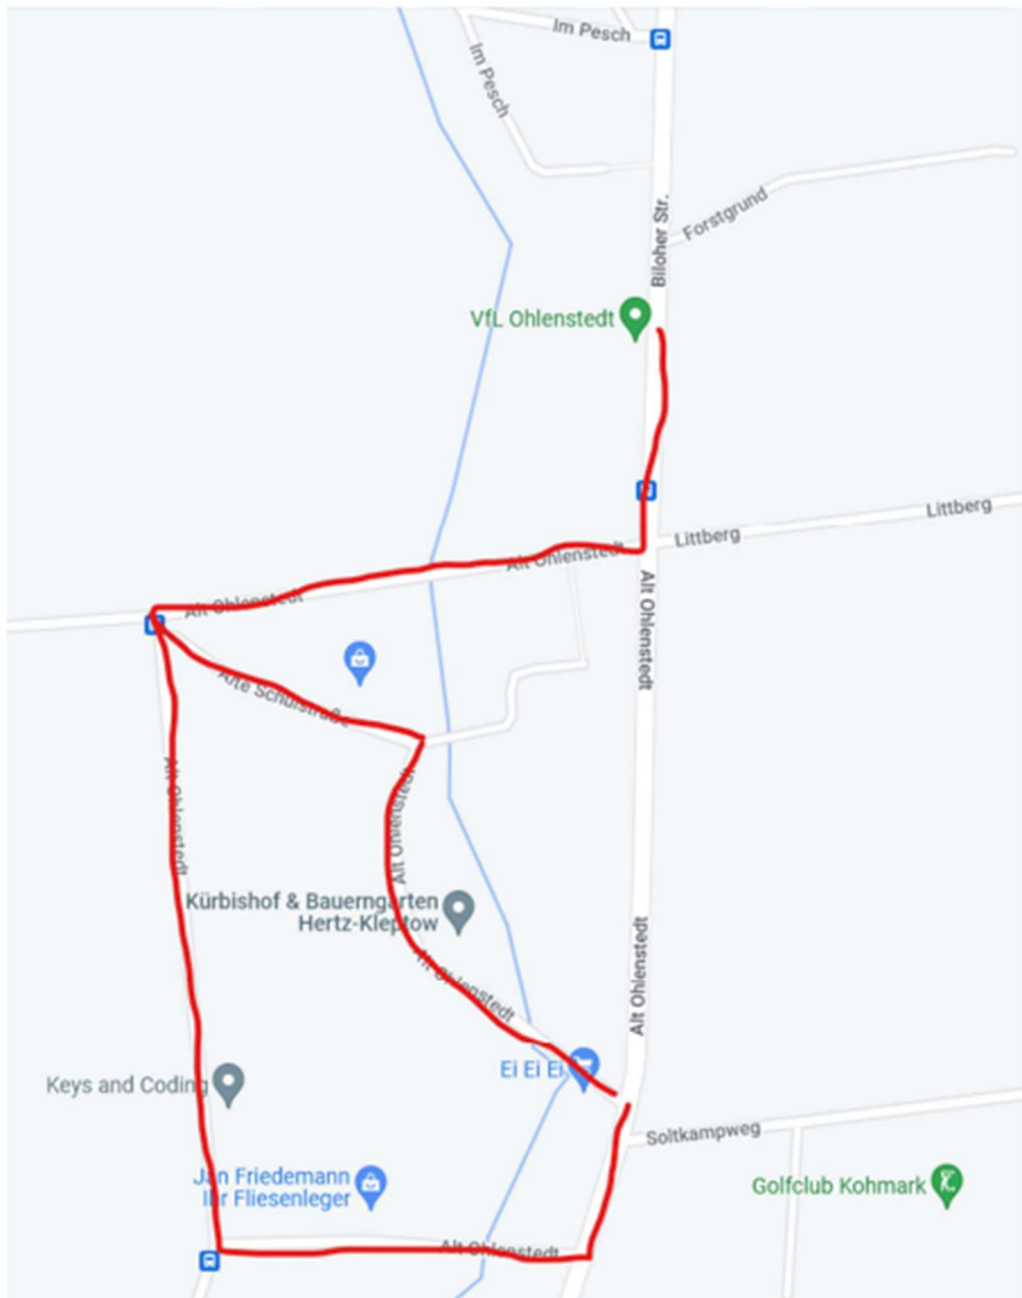 Im Pesch
Im Pesch
Biloher Str.
Forstgrund
VfL Ohlenstedt
Littberg
Littberg
Alt Ohlenstedt
Alt Ohlenstedt
Alt Ohlenstedt
Alte Schulstraße
Alt Ohlenstedt
Alt Ohlenstedt
Kürbishof & Bauerngarten
Hertz-Kleptow
Alt Ohlenstedt
Alt Ohlenstedt
Ei Ei Ei
Keys and Coding
Soltkampweg
Jan Friedemann
Ihr Fliesenleger
Golfclub Kohmark
Alt Ohlenstedt